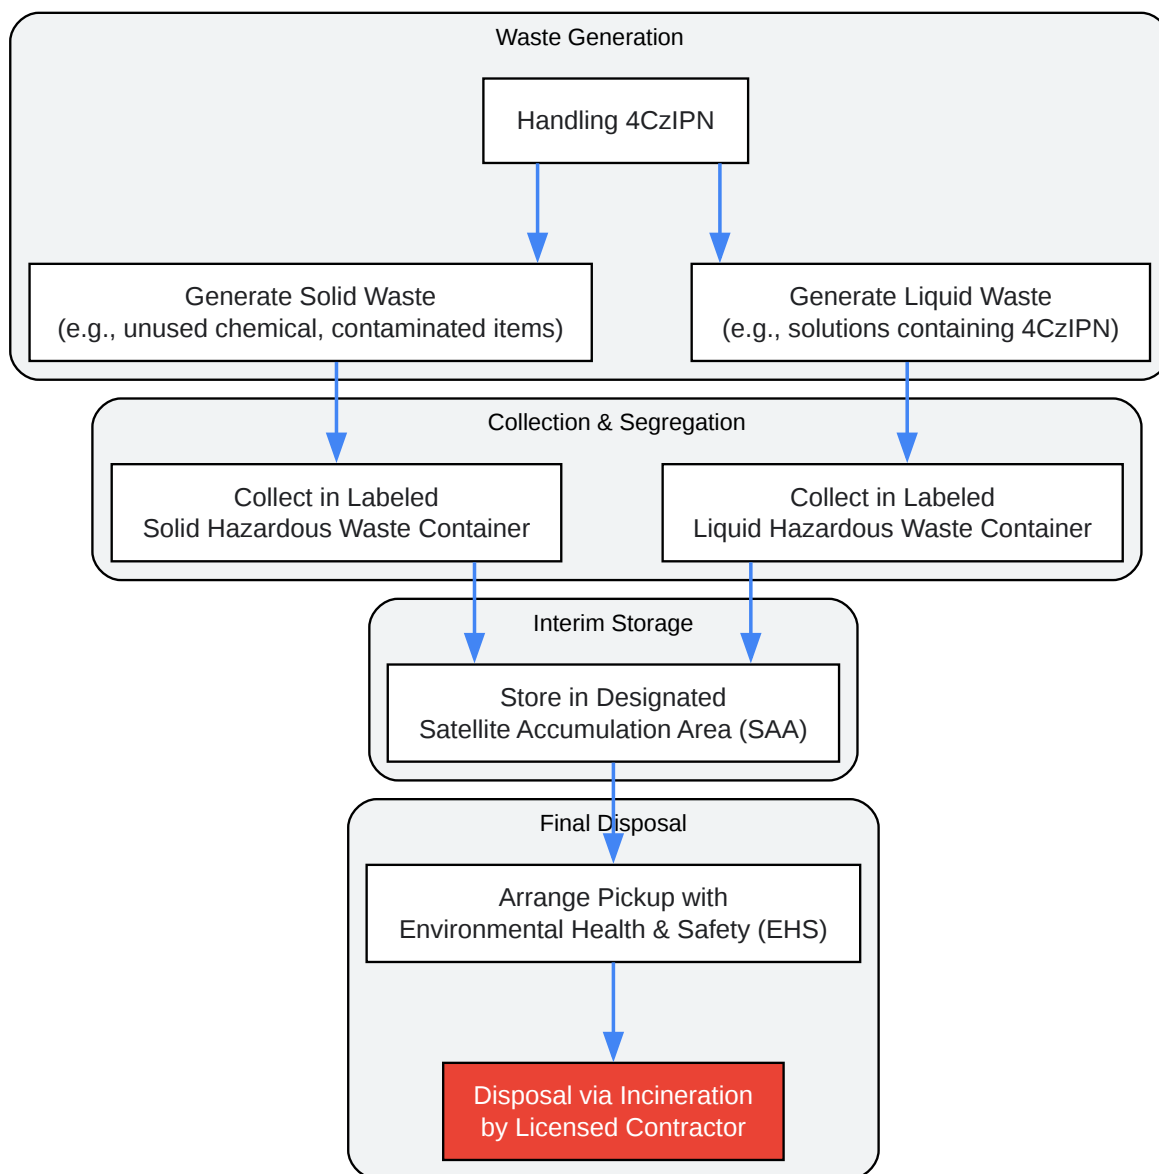 Waste Generation
Handling 4CzIPN
Generate Solid Waste
(e.g., unused chemical, contaminated items)
Generate Liquid Waste
(e.g., solutions containing 4CzIPN)
Collection & Segregation
Collect in Labeled
Solid Hazardous Waste Container
Collect in Labeled
Liquid Hazardous Waste Container
Interim Storage
Store in Designated
Satellite Accumulation Area (SAA)
Final Disposal
Arrange Pickup with
Environmental Health & Safety (EHS)
Disposal via Incineration
by Licensed Contractor